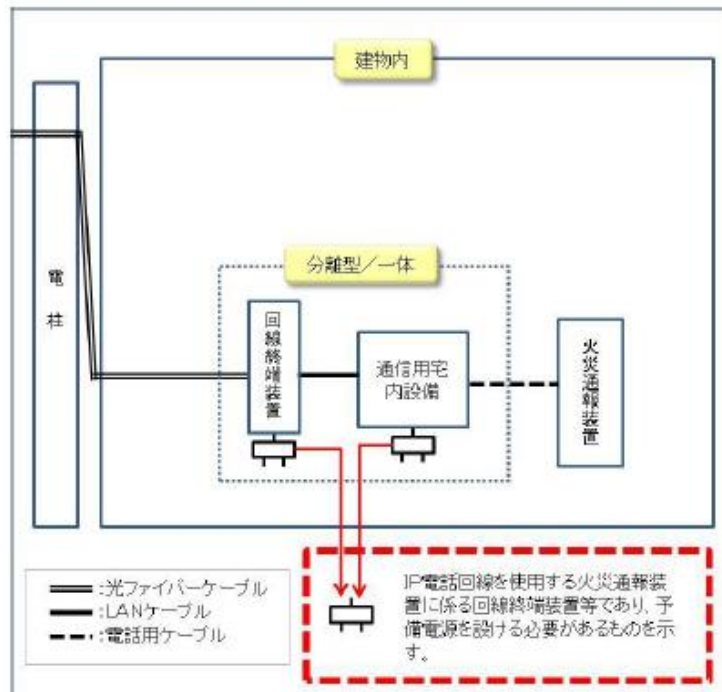 建物内
電
柱
分離型/一体
回線終端装置
通信用宅
内設備
火災通報装置
:光ファイバーケーブル
:LANケーブル
:電話用ケーブル
IP電話回線を使用する火災通報装
置に係る回線終端装置等であり、予
備電源を設ける必要があるものを示
す。